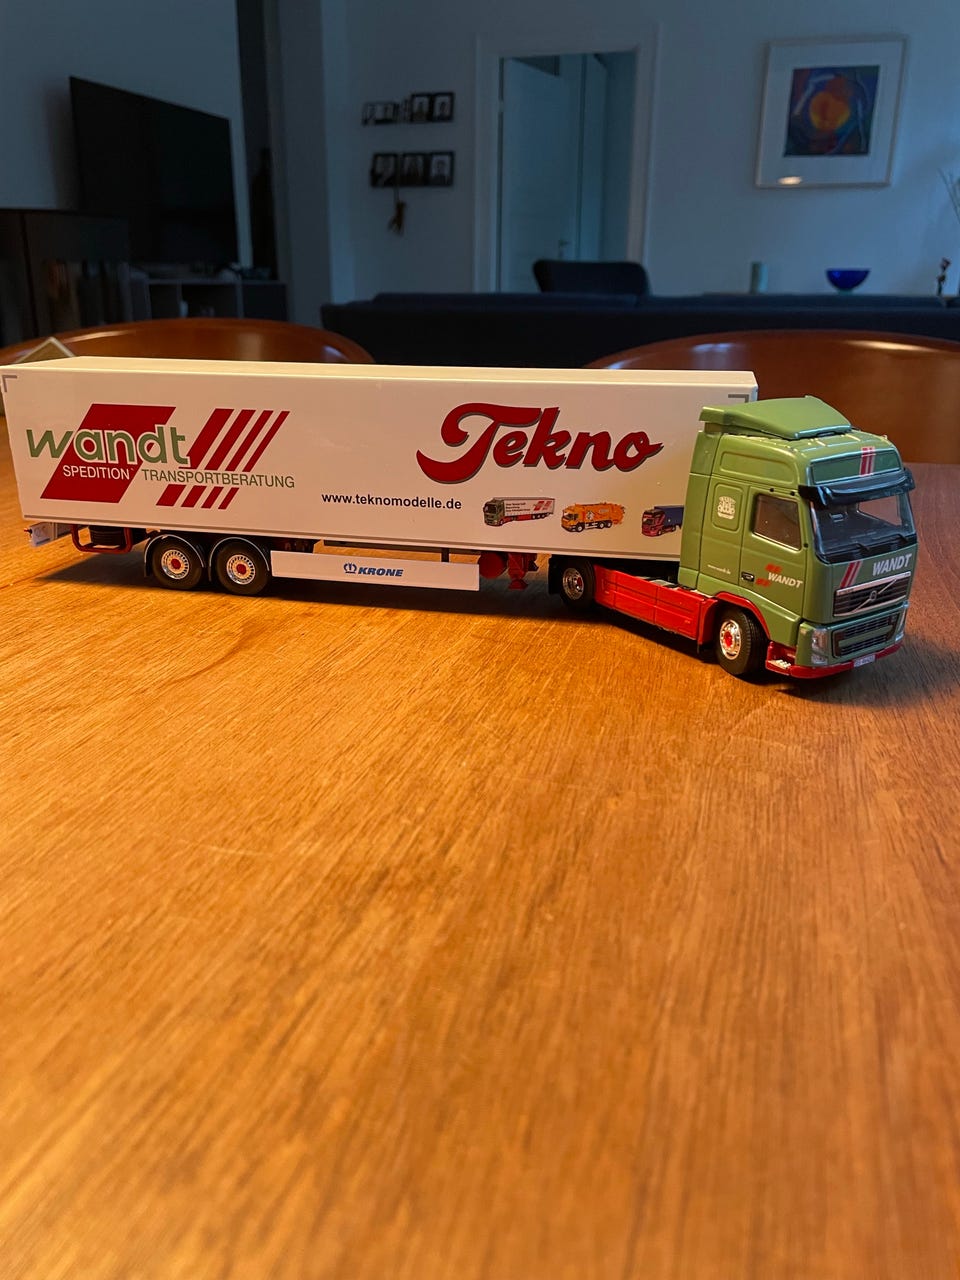 wandt
SPEDITION TRANSPORTBERATUNG
Tekno
www.teknomodelle.de
KRONE
WANDT
WANDT